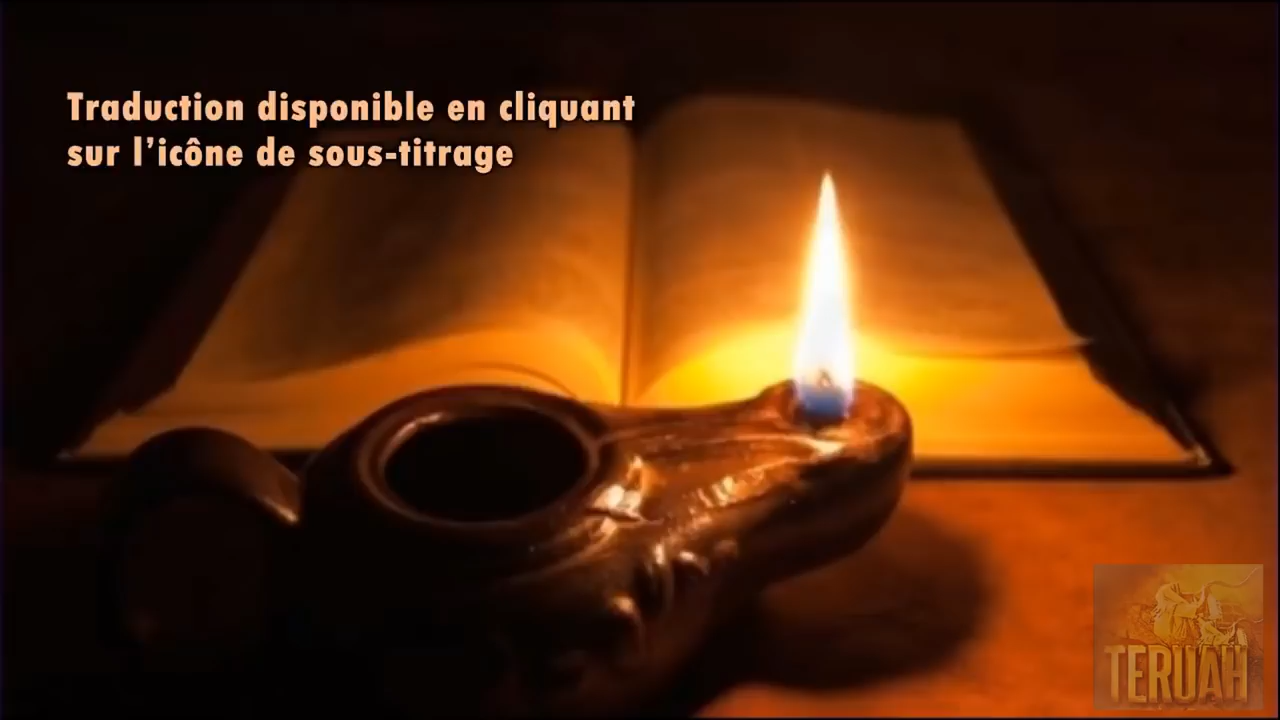 Traduction disponible en cliquant
sur l’icône de sous-titrage
TERUAH